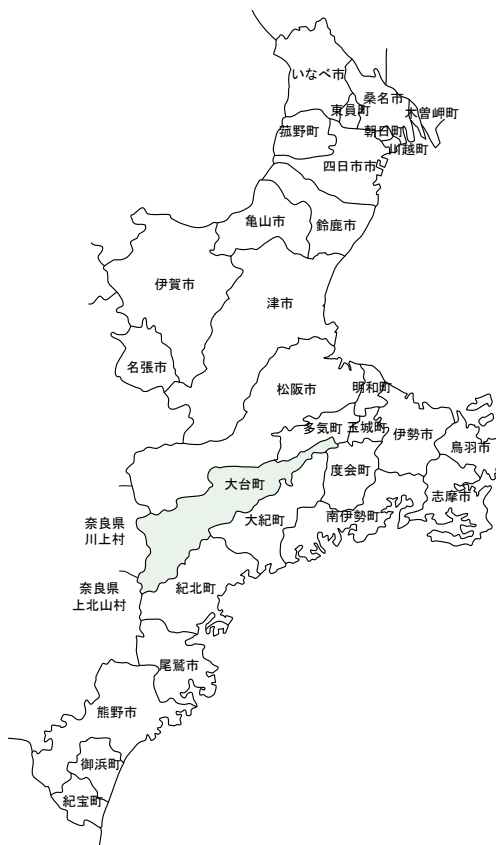 いなべ市
桑名市
東員町
木曽岬町
菰野町
朝日町
川越町
四日市市
亀山市
鈴鹿市
伊賀市
津市
名張市
松阪市
明和町
多気町
玉城町
伊勢市
鳥羽市
度会町
大台町
志摩市
大紀町
南伊勢町
奈良県
川上村
奈良県
上北山村
紀北町
尾鷲市
熊野市
御浜町
紀宝町